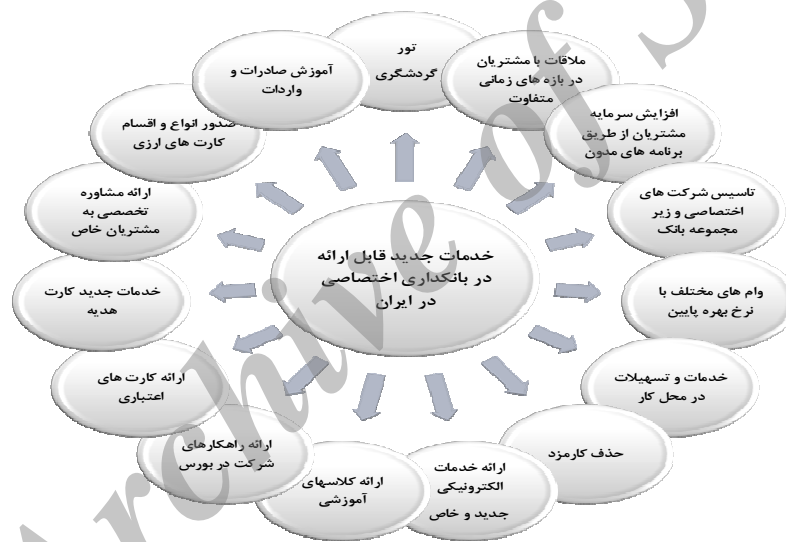 خدمات جدید قابل ارائه
در بانکداری اختصاصی
در ایران
تور
گردشگری
ملاقات با مشتریان
در بازه های زمانی
متفاوت
افزایش سرمایه
مشتریان از طریق
برنامه های مدون
تاسیس شرکت های
اختصاصی و زیر
مجموعه بانک
وام های مختلف با
نرخ بهره پایین
خدمات و تسهیلات
در محل کار
حذف کارمزد
ارائه خدمات
الکترونیکی
جدید و خاص
ارائه کلاسهای
آموزشی
ارائه راهکارهای
شرکت در بورس
ارائه کارت های
اعتباری
خدمات جدید کارت
هدیه
ارائه مشاوره
تخصصی به
مشتریان خاص
صدور انواع و اقسام
کارت های ارزی
آموزش صادرات و
واردات
Archive of S